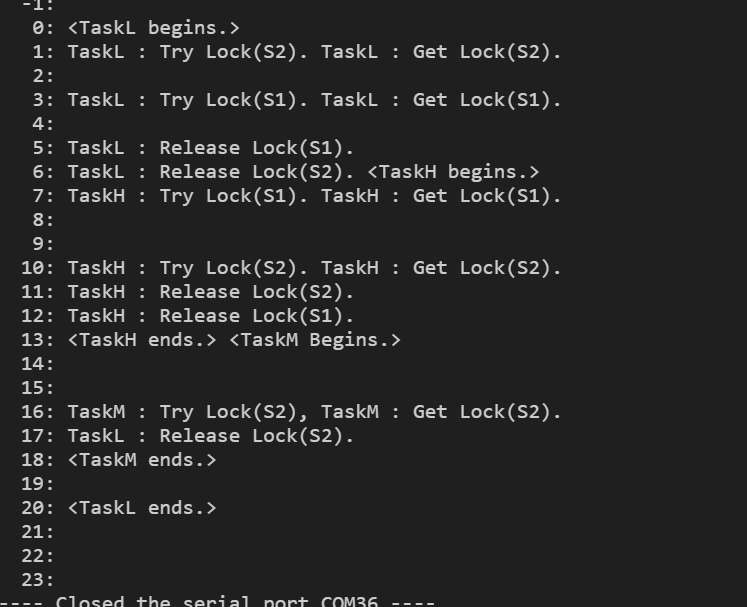 -1:
0: <TaskL begins.>
1: TaskL : Try Lock(S2). TaskL : Get Lock(S2).
2:
3: TaskL : Try Lock(S1). TaskL : Get Lock(S1).
4:
5: TaskL : Release Lock(S1).
6: TaskL : Release Lock(S2). <TaskH begins.>
7: TaskH : Try Lock(S1). TaskH : Get Lock(S1).
8:
9:
10: TaskH : Try Lock(S2). TaskH : Get Lock(S2).
11: TaskH : Release Lock(S2).
12: TaskH : Release Lock(S1).
13: <TaskH ends.> <TaskM Begins.>
14:
15:
16: TaskM : Try Lock(S2), TaskM : Get Lock(S2).
17: TaskL : Release Lock(S2).
18: <TaskM ends.>
19:
20: <TaskL ends.>
21:
22:
23:
---- Closed the serial port COM36 ----